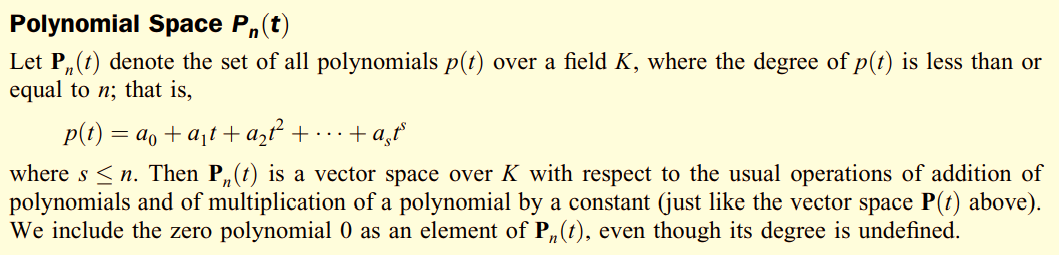 Polynomial Space Pₙ(t)
Let Pₙ(t) denote the set of all polynomials p(t) over a field K, where the degree of p(t) is less than or
equal to n; that is,
p(t) = a₀ + a₁t + a₂t² + · · · + aₛtˢ
where s ≤ n. Then Pₙ(t) is a vector space over K with respect to the usual operations of addition of
polynomials and of multiplication of a polynomial by a constant (just like the vector space P(t) above).
We include the zero polynomial 0 as an element of Pₙ(t), even though its degree is undefined.